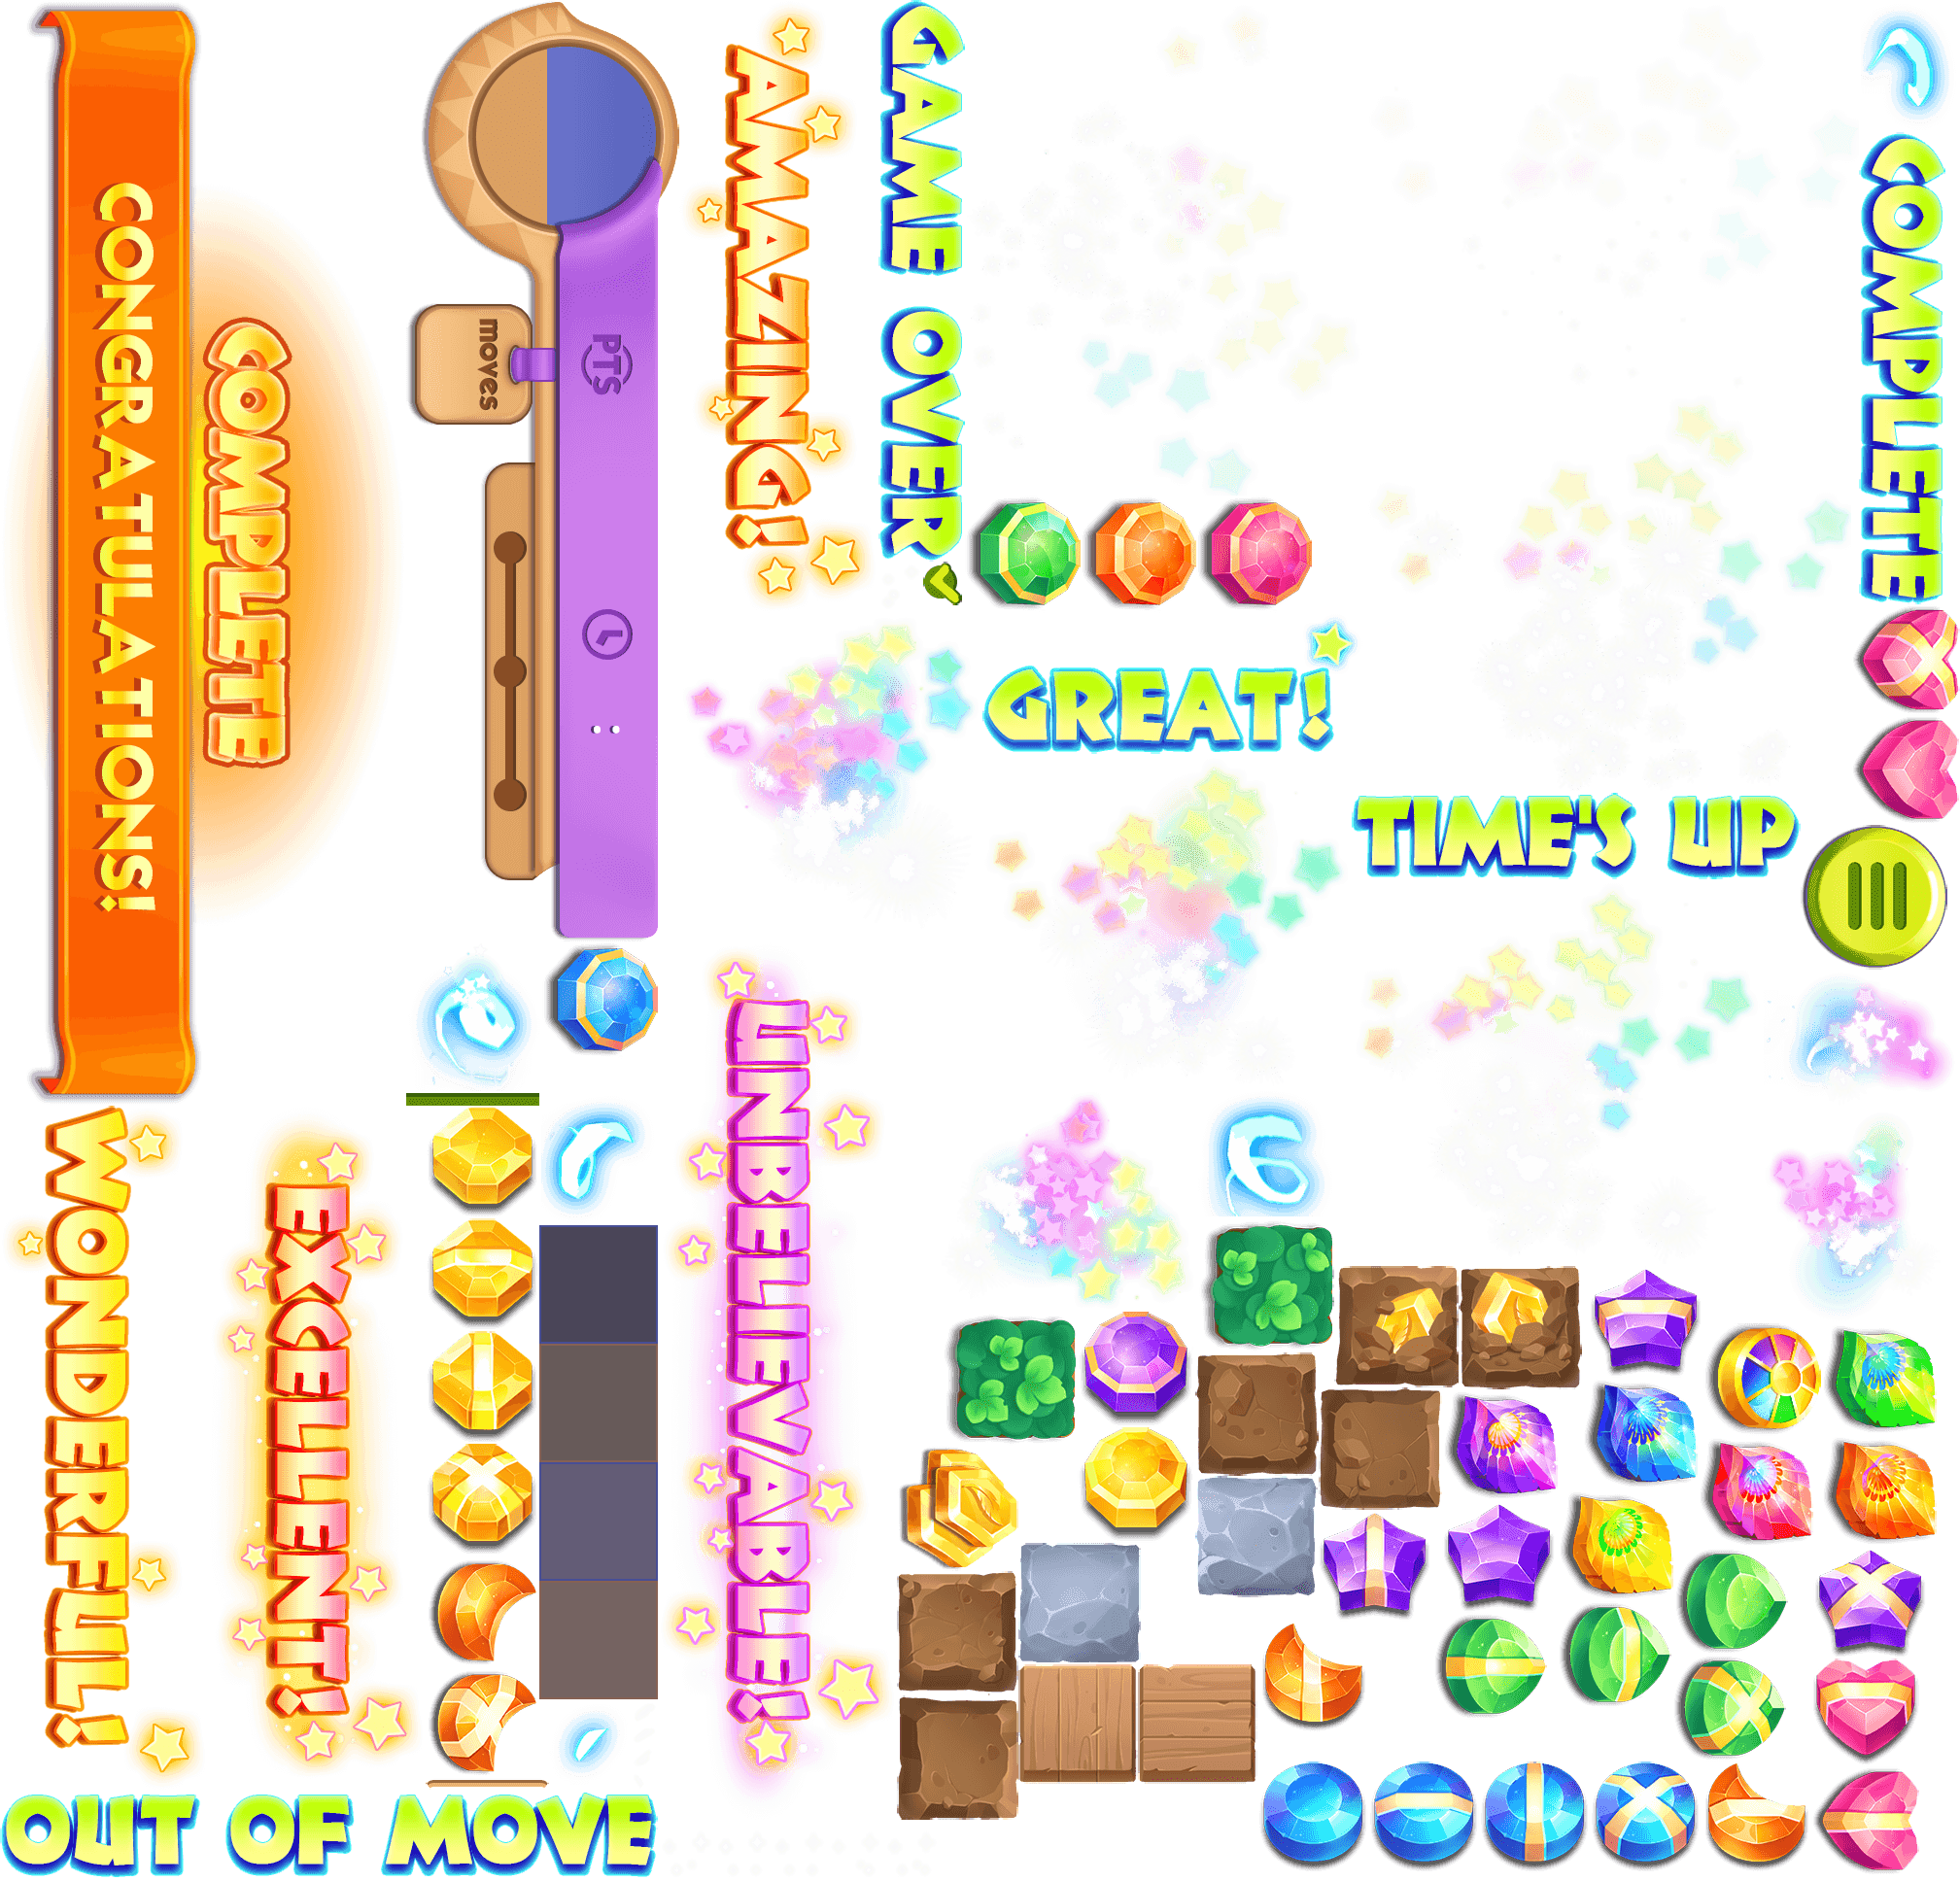 CONGRATULATIONS!
COMPLETE
moves
PTS
AMAZING!
GAME OVER
COMPLETE
GREAT!
TIME'S UP
WONDERFUL!
EXCELLENT!
UNBELIEVABLE!
OUT OF MOVE